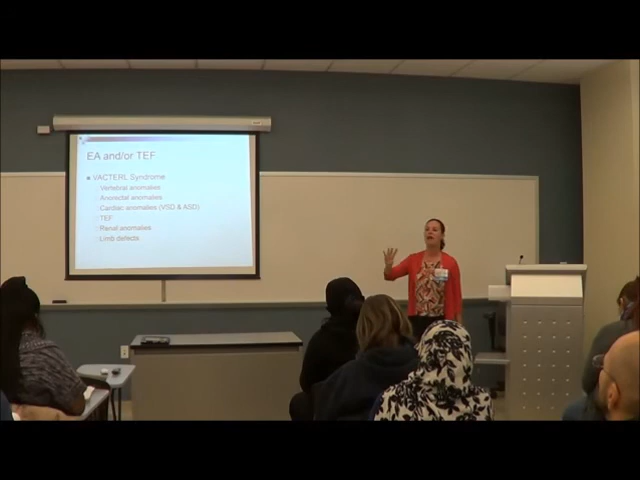 EA and/or TEF
VACTERL Syndrome
Vertebral anomalies
Anorectal anomalies
Cardiac anomalies (VSD & ASD)
TEF
Renal anomalies
Limb defects